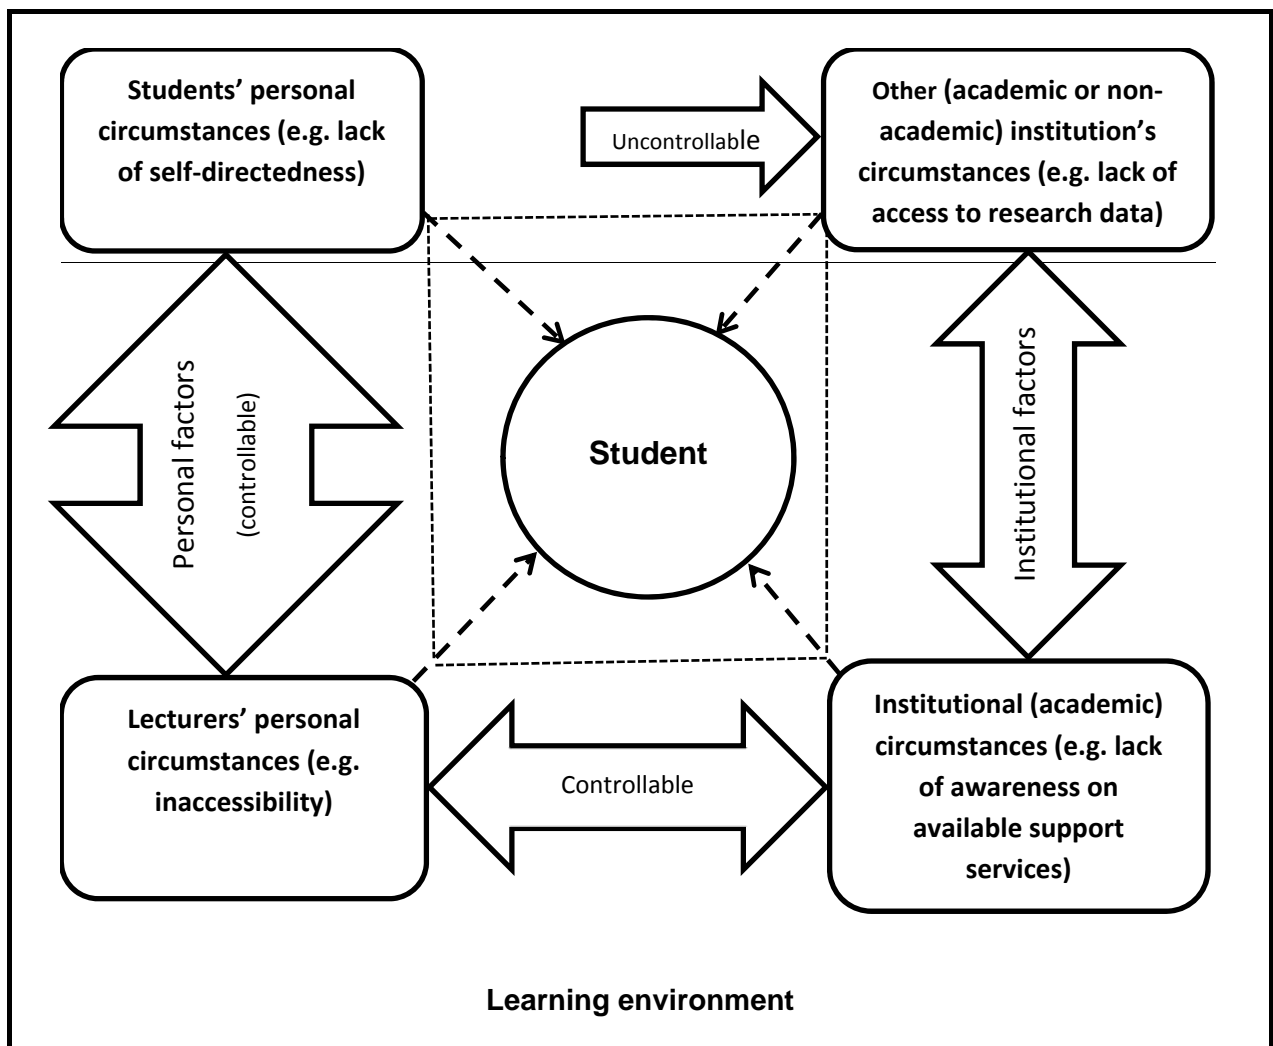 Students’ personal
circumstances (e.g. lack
of self-directedness)
Uncontrollable
Other (academic or non-
academic) institution’s
circumstances (e.g. lack of
access to research data)
Personal factors
(controllable)
Student
Institutional factors
Lecturers’ personal
circumstances (e.g.
inaccessibility)
Controllable
Institutional (academic)
circumstances (e.g. lack
of awareness on
available support
services)
Learning environment